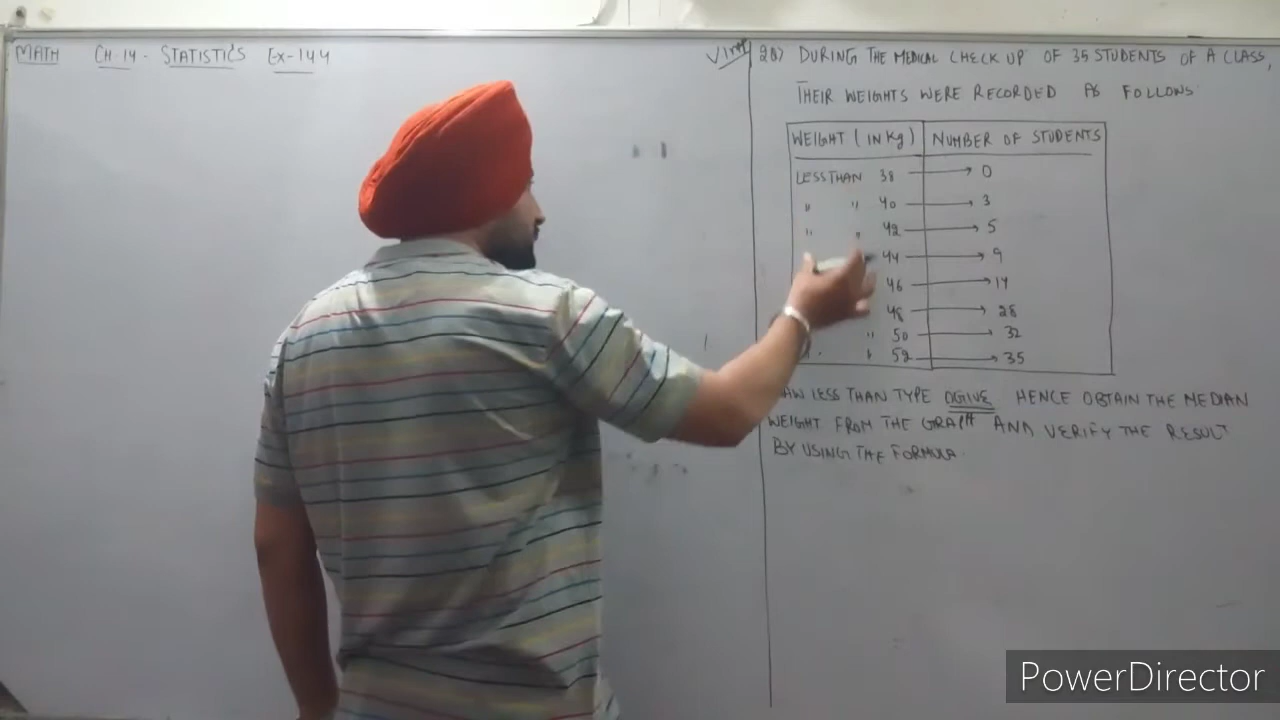 MATH CH-14 - STATISTICS EX-14.4
V IMP
2Q) DURING THE MEDICAL CHECK UP OF 35 STUDENTS OF A CLASS,
THEIR WEIGHTS WERE RECORDED AS FOLLOWS:
WEIGHT (IN Kg) NUMBER OF STUDENTS
LESS THAN 38 → 0
" " 40 → 3
" " 42 → 5
44 → 9
46 → 14
48 → 28
" 50 → 32
" " 52 → 35
AW LESS THAN TYPE OGIVE HENCE OBTAIN THE MEDIAN
WEIGHT FROM THE GRAPH AND VERIFY THE RESULT
BY USING THE FORMULA.
PowerDirector